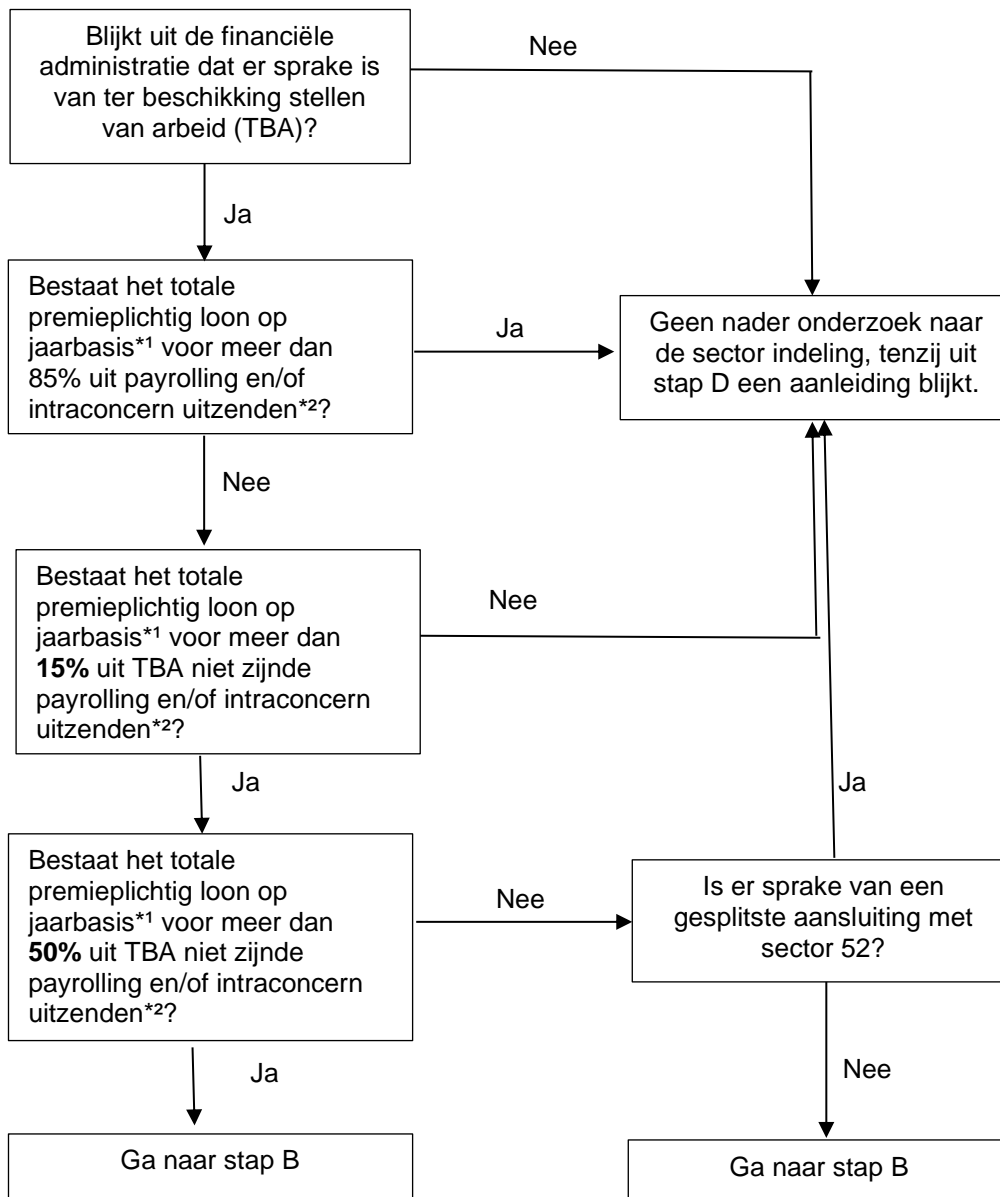 Blijkt uit de financiële
administratie dat er sprake is
van ter beschikking stellen
van arbeid (TBA)?
Nee
Ja
Bestaat het totale
premieplichtig loon op
jaarbasis*¹ voor meer dan
85% uit payrolling en/of
intraconcern uitzenden*²?
Ja
Geen nader onderzoek naar
de sector indeling, tenzij uit
stap D een aanleiding blijkt.
Nee
Bestaat het totale
premieplichtig loon op
jaarbasis*¹ voor meer dan
15% uit TBA niet zijnde
payrolling en/of intraconcern
uitzenden*²?
Nee
Ja
Ja
Bestaat het totale
premieplichtig loon op
jaarbasis*¹ voor meer dan
50% uit TBA niet zijnde
payrolling en/of intraconcern
uitzenden*²?
Nee
Is er sprake van een
gesplitste aansluiting met
sector 52?
Ja
Nee
Ga naar stap B
Ga naar stap B